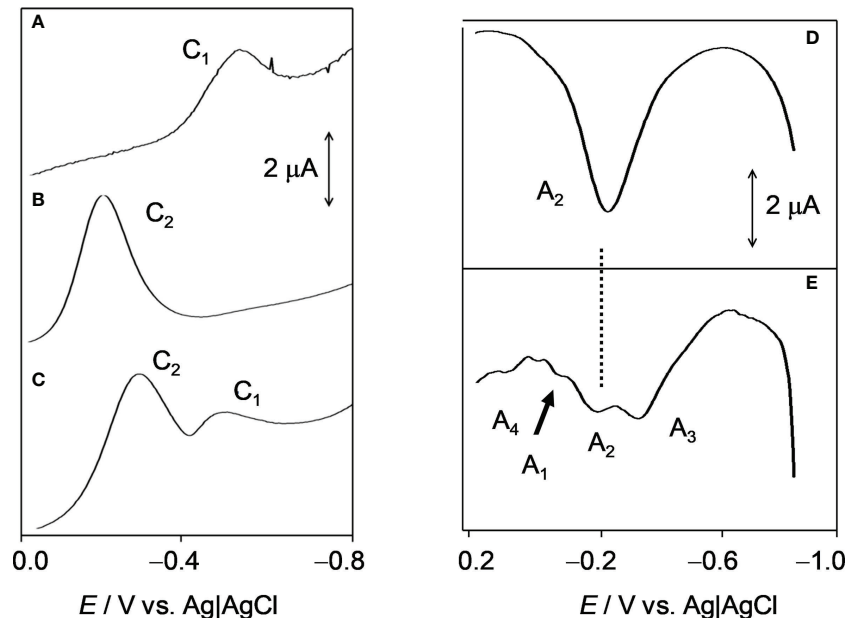 A
C₁
2 μA
B
C₂
C
C₂
C₁
0.0 −0.4 −0.8
E / V vs. Ag|AgCl
D
A₂
2 μA
E
A₄
A₁
A₂
A₃
0.2 −0.2 −0.6 −1.0
E / V vs. Ag|AgCl